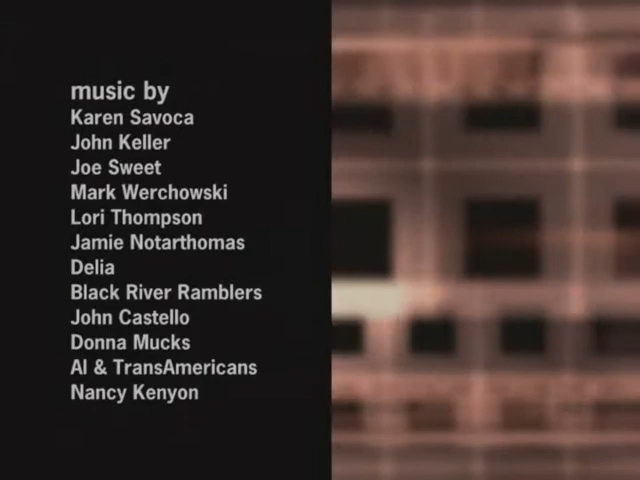 music by
Karen Savoca
John Keller
Joe Sweet
Mark Werchowski
Lori Thompson
Jamie Notarthomas
Delia
Black River Ramblers
John Castello
Donna Mucks
Al & TransAmericans
Nancy Kenyon